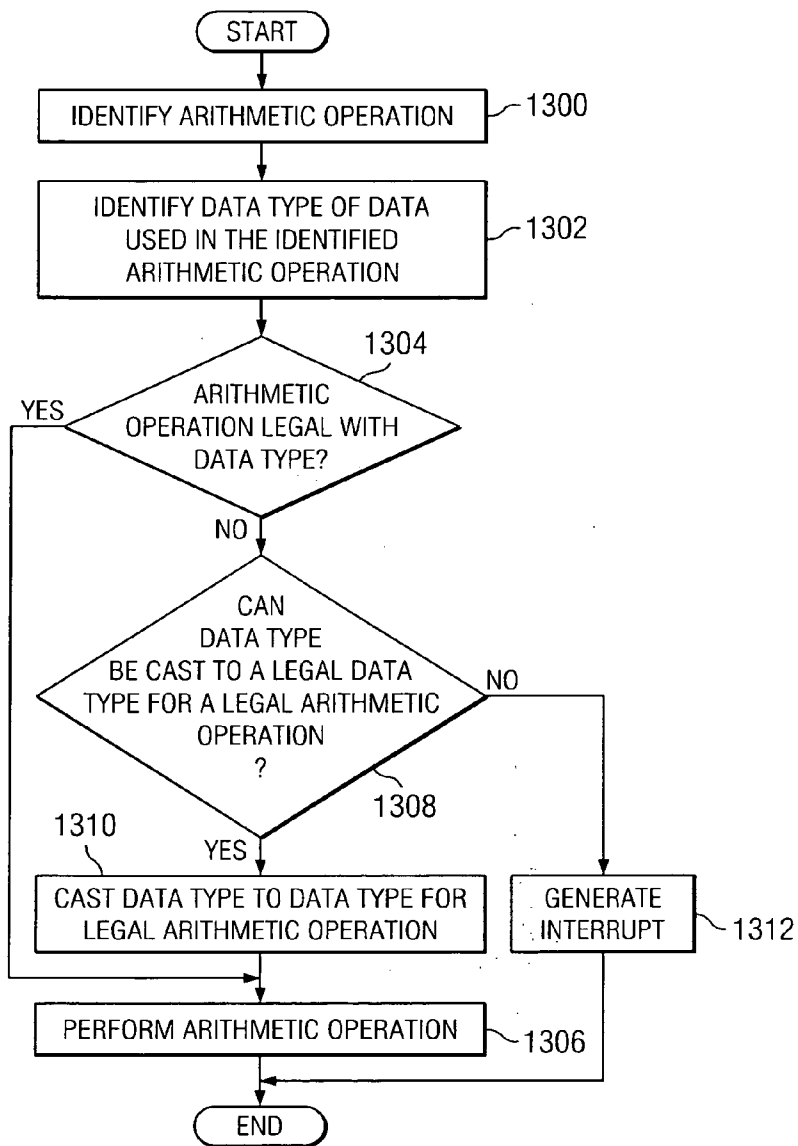 START
IDENTIFY ARITHMETIC OPERATION
1300
IDENTIFY DATA TYPE OF DATA
USED IN THE IDENTIFIED
ARITHMETIC OPERATION
1302
1304
ARITHMETIC
OPERATION LEGAL WITH
DATA TYPE?
YES
NO
CAN
DATA TYPE
BE CAST TO A LEGAL DATA
TYPE FOR A LEGAL ARITHMETIC
OPERATION
?
NO
1308
YES
1310
CAST DATA TYPE TO DATA TYPE FOR
LEGAL ARITHMETIC OPERATION
GENERATE
INTERRUPT
1312
PERFORM ARITHMETIC OPERATION
1306
END